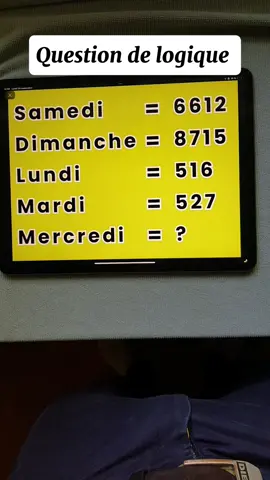 Question de logique
Samedi = 6612
Dimanche = 8715
Lundi = 516
Mardi = 527
Mercredi = ?